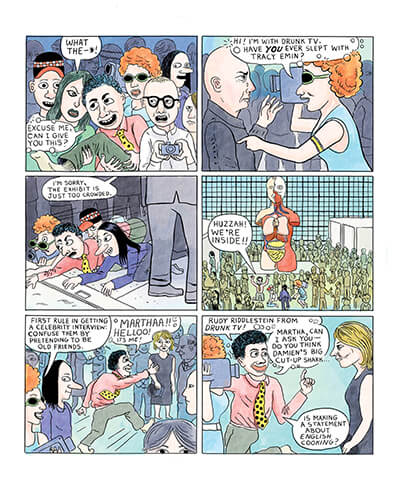 WHAT
THE-*!
EXCUSE ME,
CAN I GIVE
YOU THIS?
HI! I'M WITH DRUNK TV.
HAVE YOU EVER SLEPT WITH
TRACY EMIN?
I'M SORRY,
THE EXHIBIT IS
JUST TOO CROWDED.
HUZZAH!
WE'RE
INSIDE!!
FIRST RULE IN GETTING
A CELEBRITY INTERVIEW:
CONFUSE THEM BY
PRETENDING TO BE
OLD FRIENDS.
MARTHAA!!
HELLOO!
IT'S ME!
RUDY RIDDLESTEIN FROM
DRUNK TV!
MARTHA, CAN
I ASK YOU—
DO YOU THINK
DAMIEN'S BIG
CUT-UP SHARK...
IS MAKING
A STATEMENT
ABOUT
ENGLISH
COOKING?